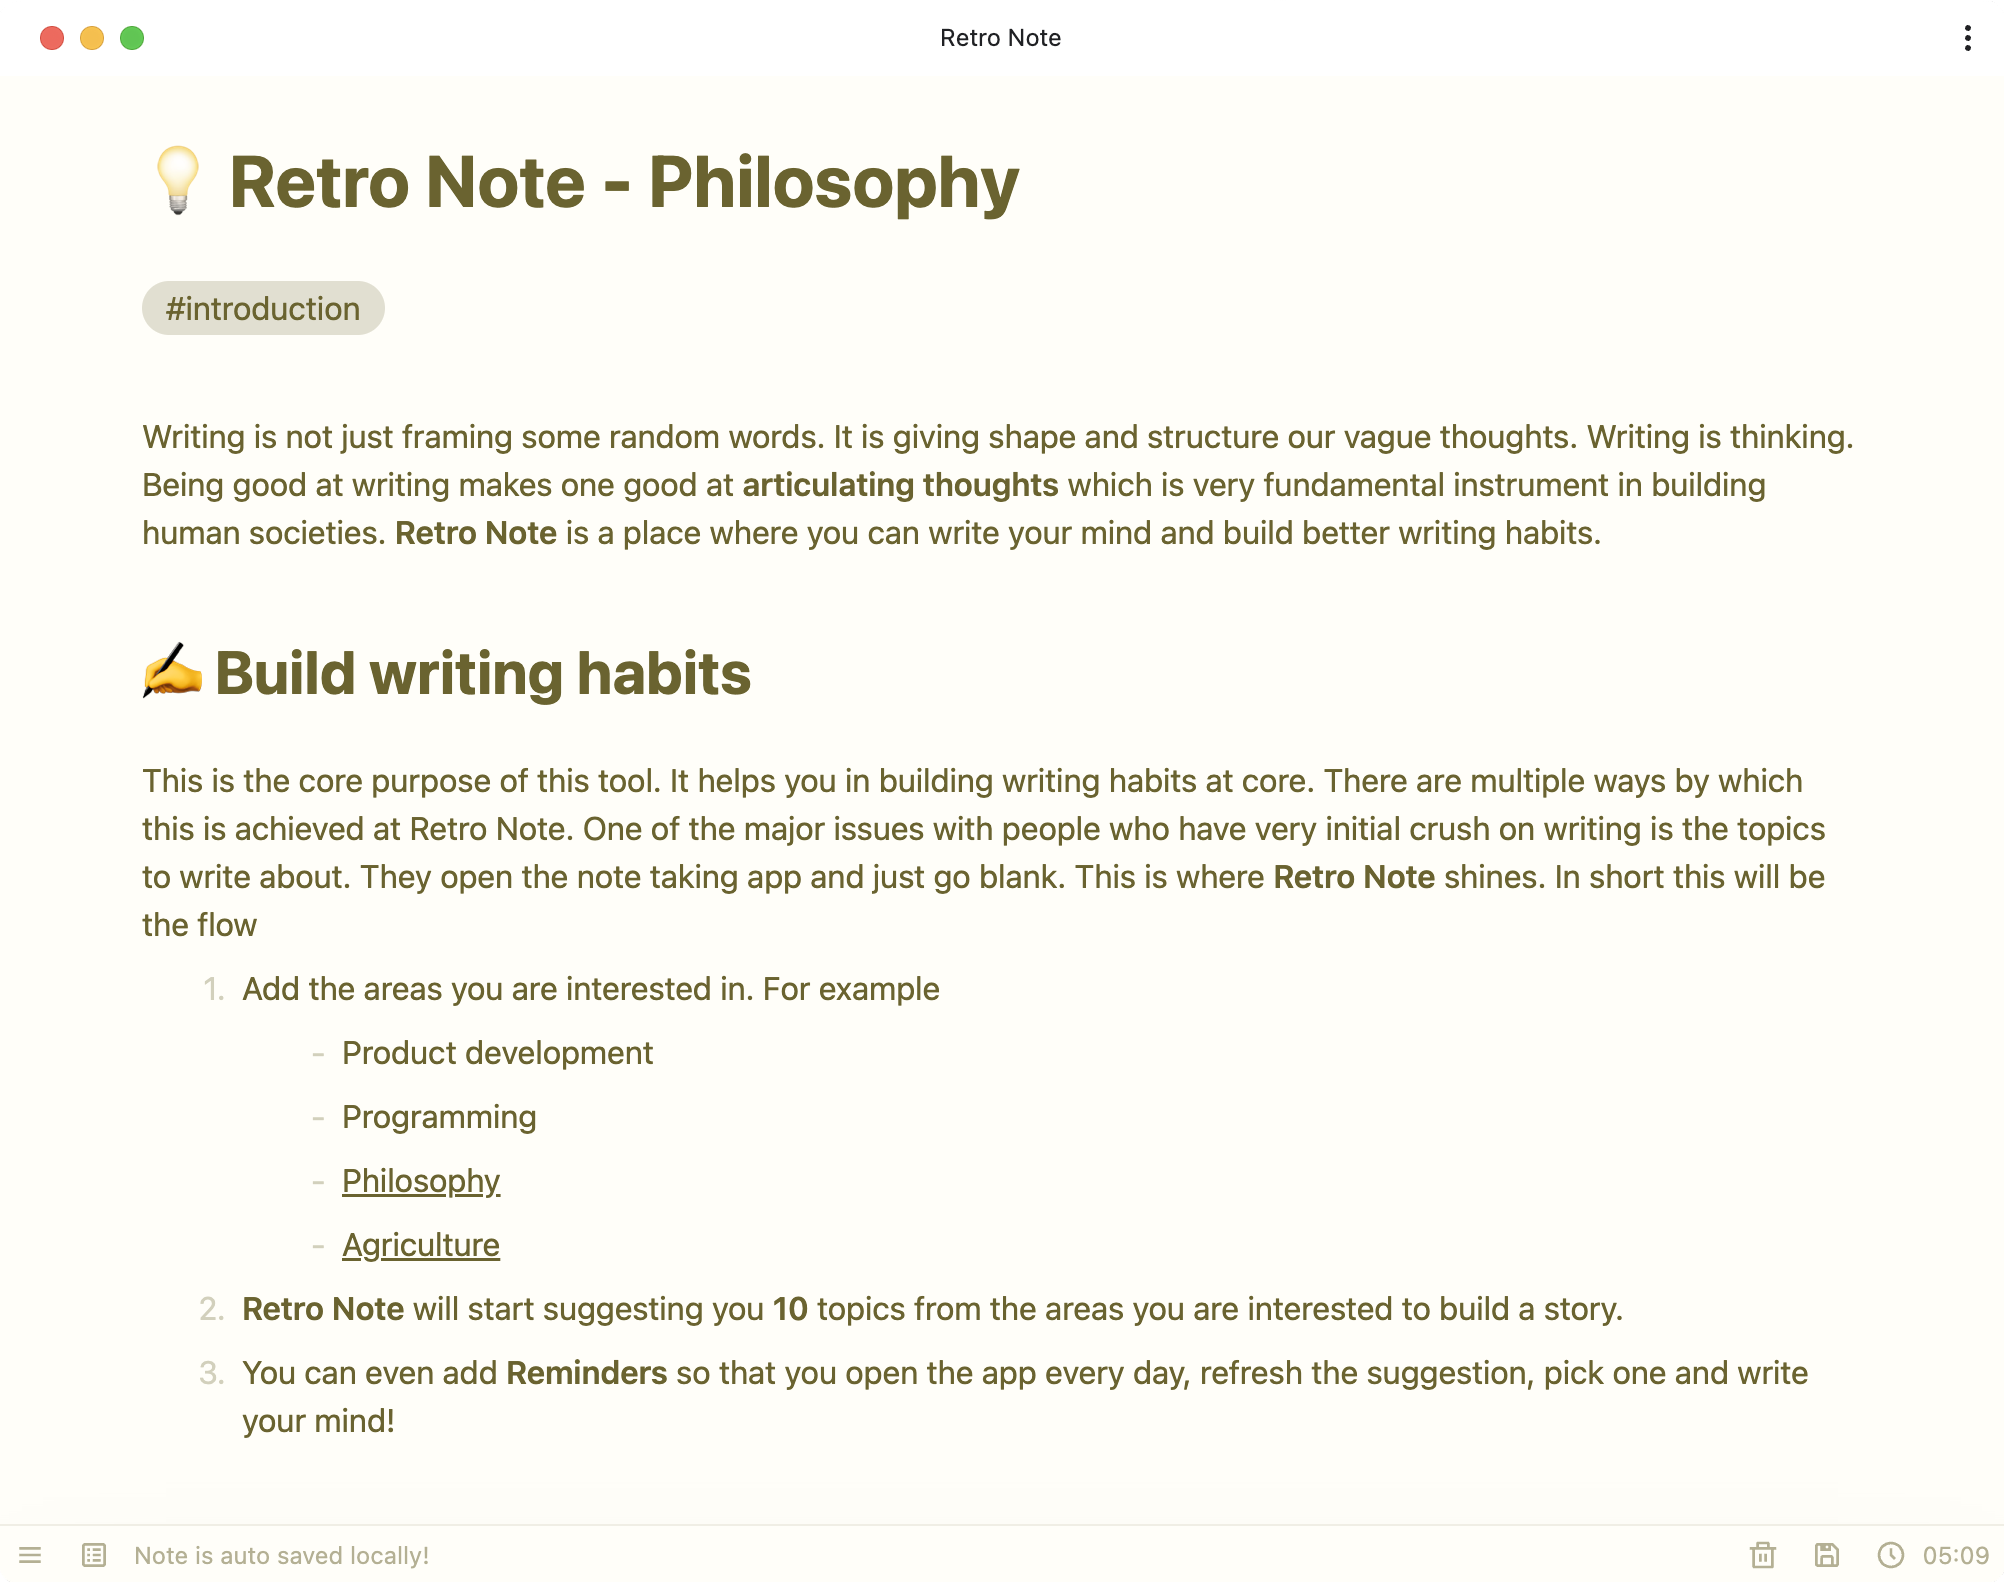 Retro Note
💡 Retro Note - Philosophy
#introduction
Writing is not just framing some random words. It is giving shape and structure our vague thoughts. Writing is thinking.
Being good at writing makes one good at articulating thoughts which is very fundamental instrument in building
human societies. Retro Note is a place where you can write your mind and build better writing habits.
✍️ Build writing habits
This is the core purpose of this tool. It helps you in building writing habits at core. There are multiple ways by which
this is achieved at Retro Note. One of the major issues with people who have very initial crush on writing is the topics
to write about. They open the note taking app and just go blank. This is where Retro Note shines. In short this will be
the flow
1. Add the areas you are interested in. For example
- Product development
- Programming
- Philosophy
- Agriculture
2. Retro Note will start suggesting you 10 topics from the areas you are interested to build a story.
3. You can even add Reminders so that you open the app every day, refresh the suggestion, pick one and write
your mind!
Note is auto saved locally!
05:09